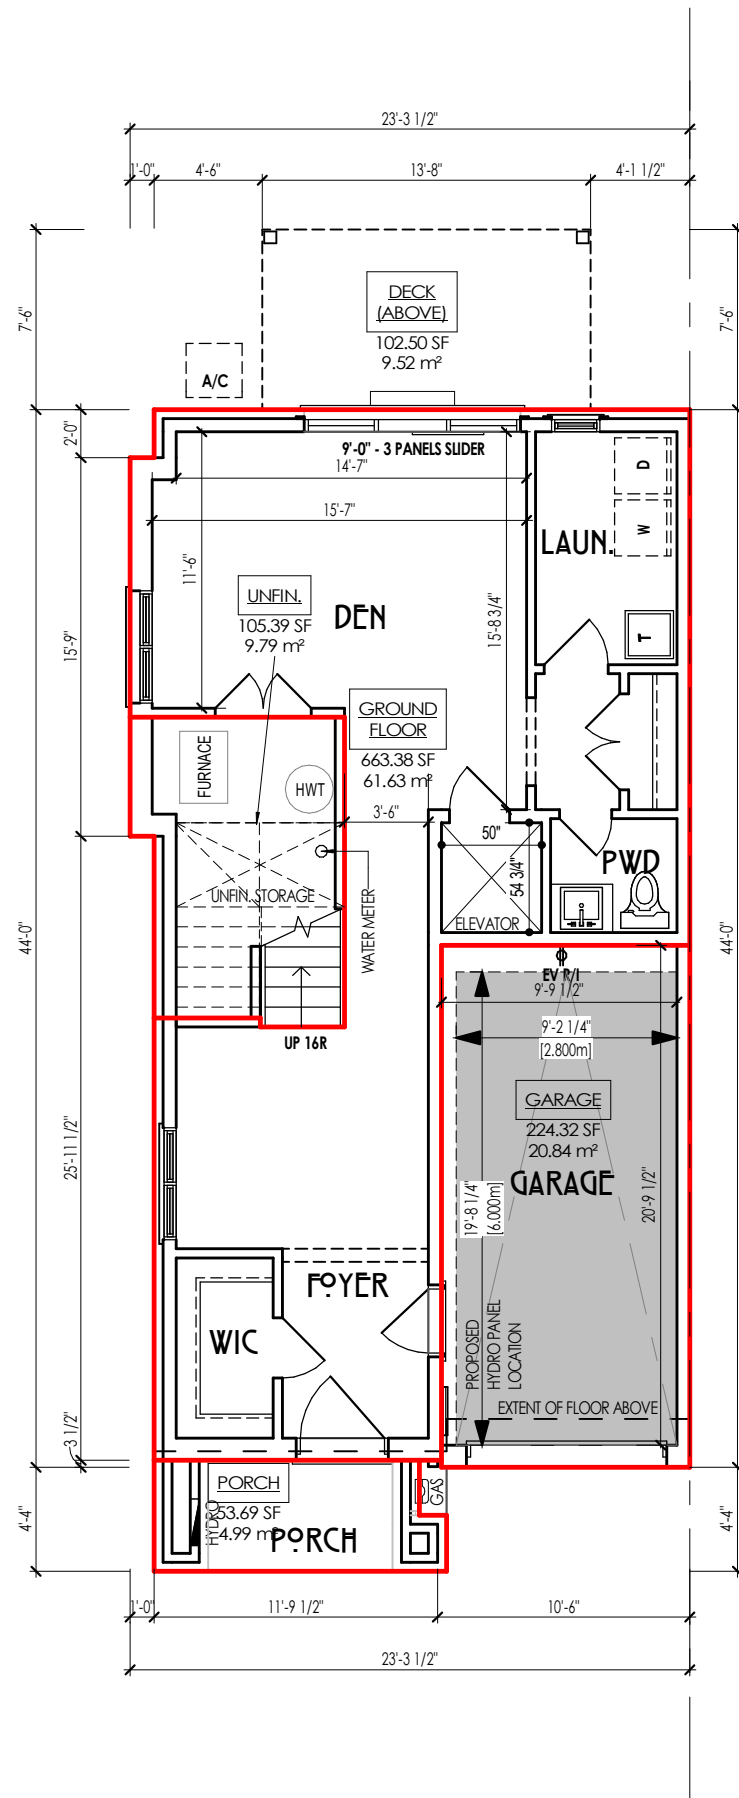 23'-3 1/2"
1'-0"
4'-6"
13'-8"
4'-1 1/2"
7'-6"
7'-6"
DECK
(ABOVE)
102.50 SF
9.52 m²
A/C
2'-0"
9'-0" - 3 PANELS SLIDER
14'-7"
D
15'-7"
W
LAUN.
11'-6"
UNFIN.
105.39 SF
9.79 m²
DEN
15'-8 3/4"
T
15'-9"
GROUND
FLOOR
663.38 SF
61.63 m²
FURNACE
HWT
3'-6"
50"
54 3/4"
PWD
UNFIN. STORAGE
WATER METER
ELEVATOR
44'-0"
44'-0"
EV R/I
9'-9 1/2"
9'-2 1/4"
[2.800m]
UP 16R
GARAGE
224.32 SF
20.84 m²
GARAGE
25'-11 1/2"
19'-8 1/4"
[6.000m]
20'-9 1/2"
FOYER
WIC
PROPOSED
HYDRO PANEL
LOCATION
EXTENT OF FLOOR ABOVE
3 1/2"
PORCH
53.69 SF
4.99 m²
HYDRO
PORCH
GAS
4'-4"
4'-4"
1'-0"
11'-9 1/2"
10'-6"
23'-3 1/2"